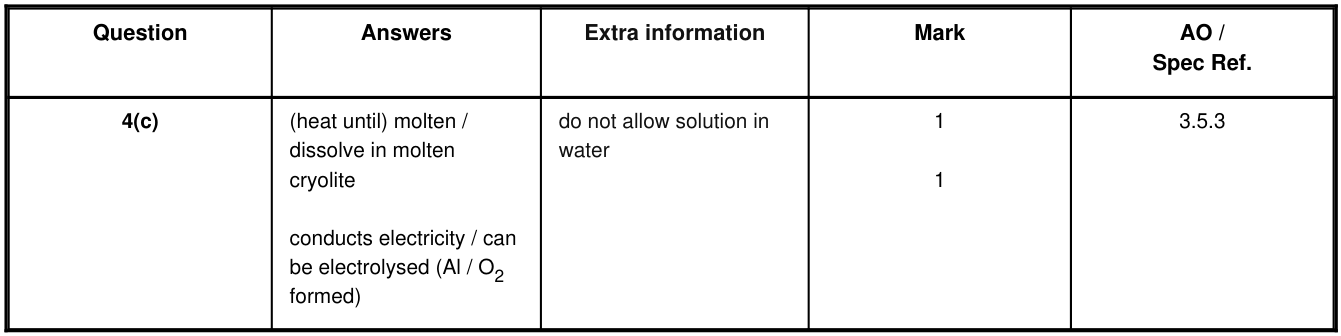 Question Answers Extra information Mark AO /
Spec Ref.
4(c) (heat until) molten / do not allow solution in 1 3.5.3
dissolve in molten water
cryolite 1
conducts electricity / can
be electrolysed (Al / O2
formed)